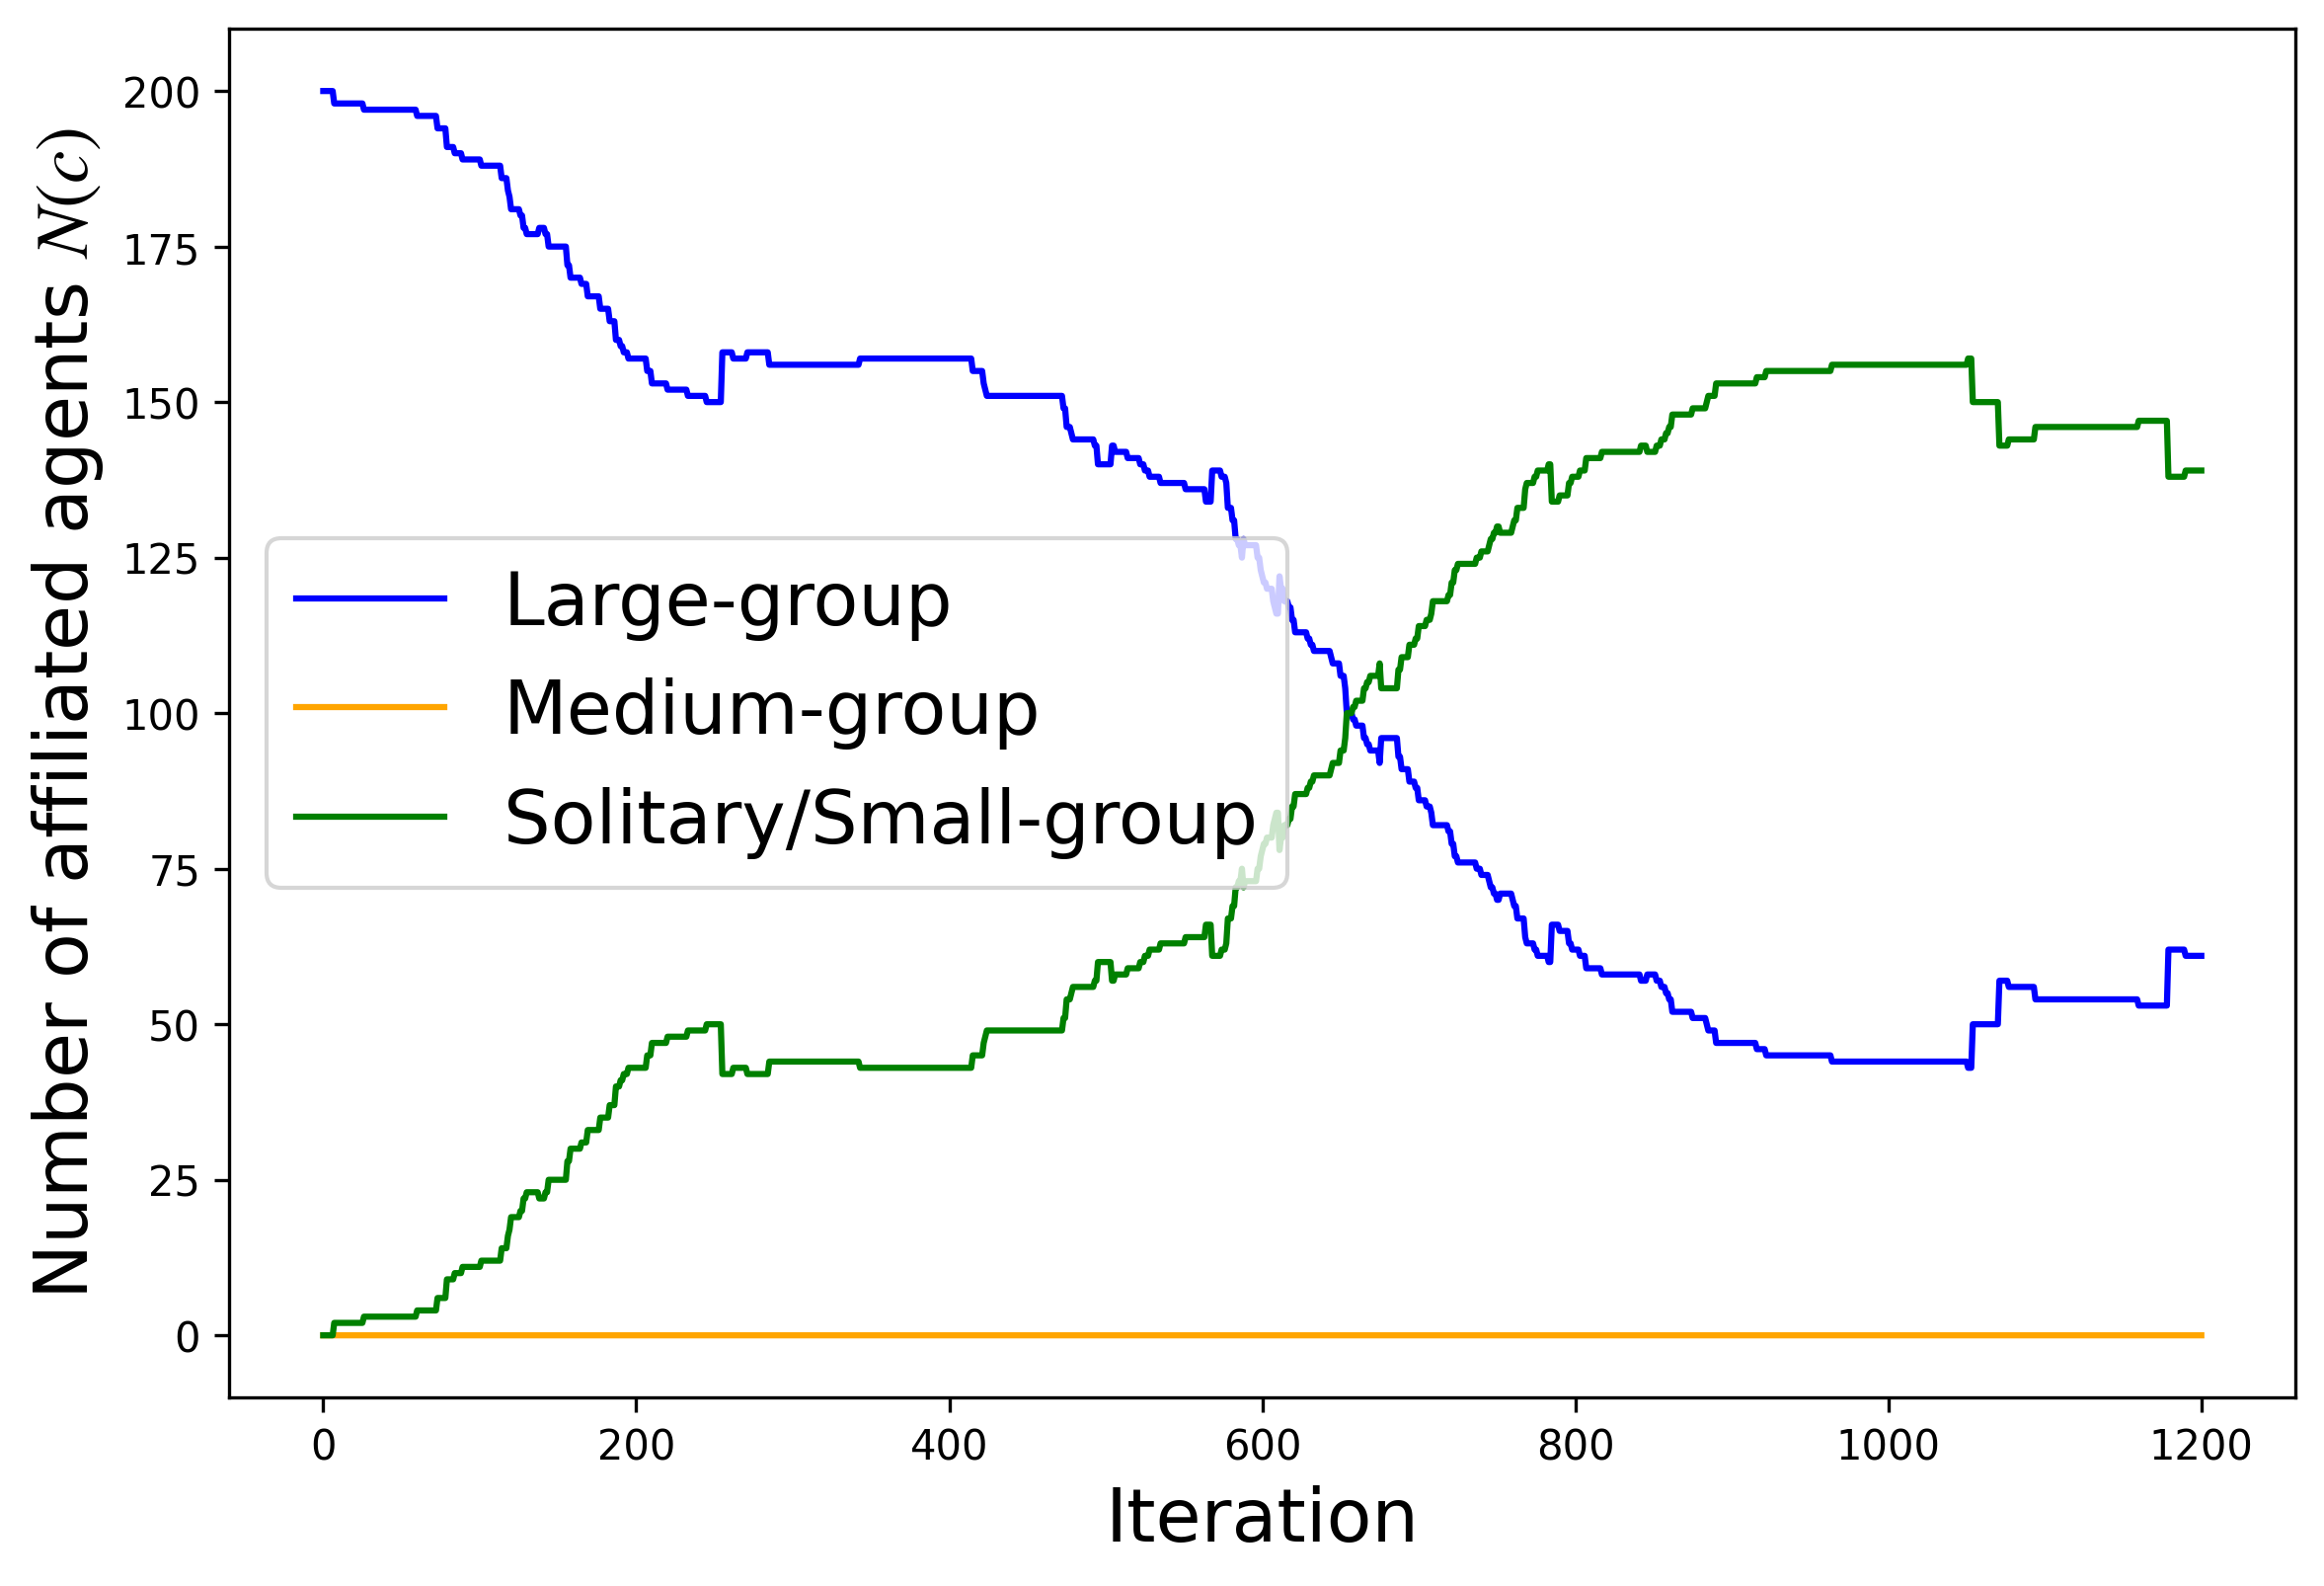 Number of affiliated agents N(c)
200
175
150
125
100
75
50
25
0
Large-group
Medium-group
Solitary/Small-group
0 200 400 600 800 1000 1200
Iteration